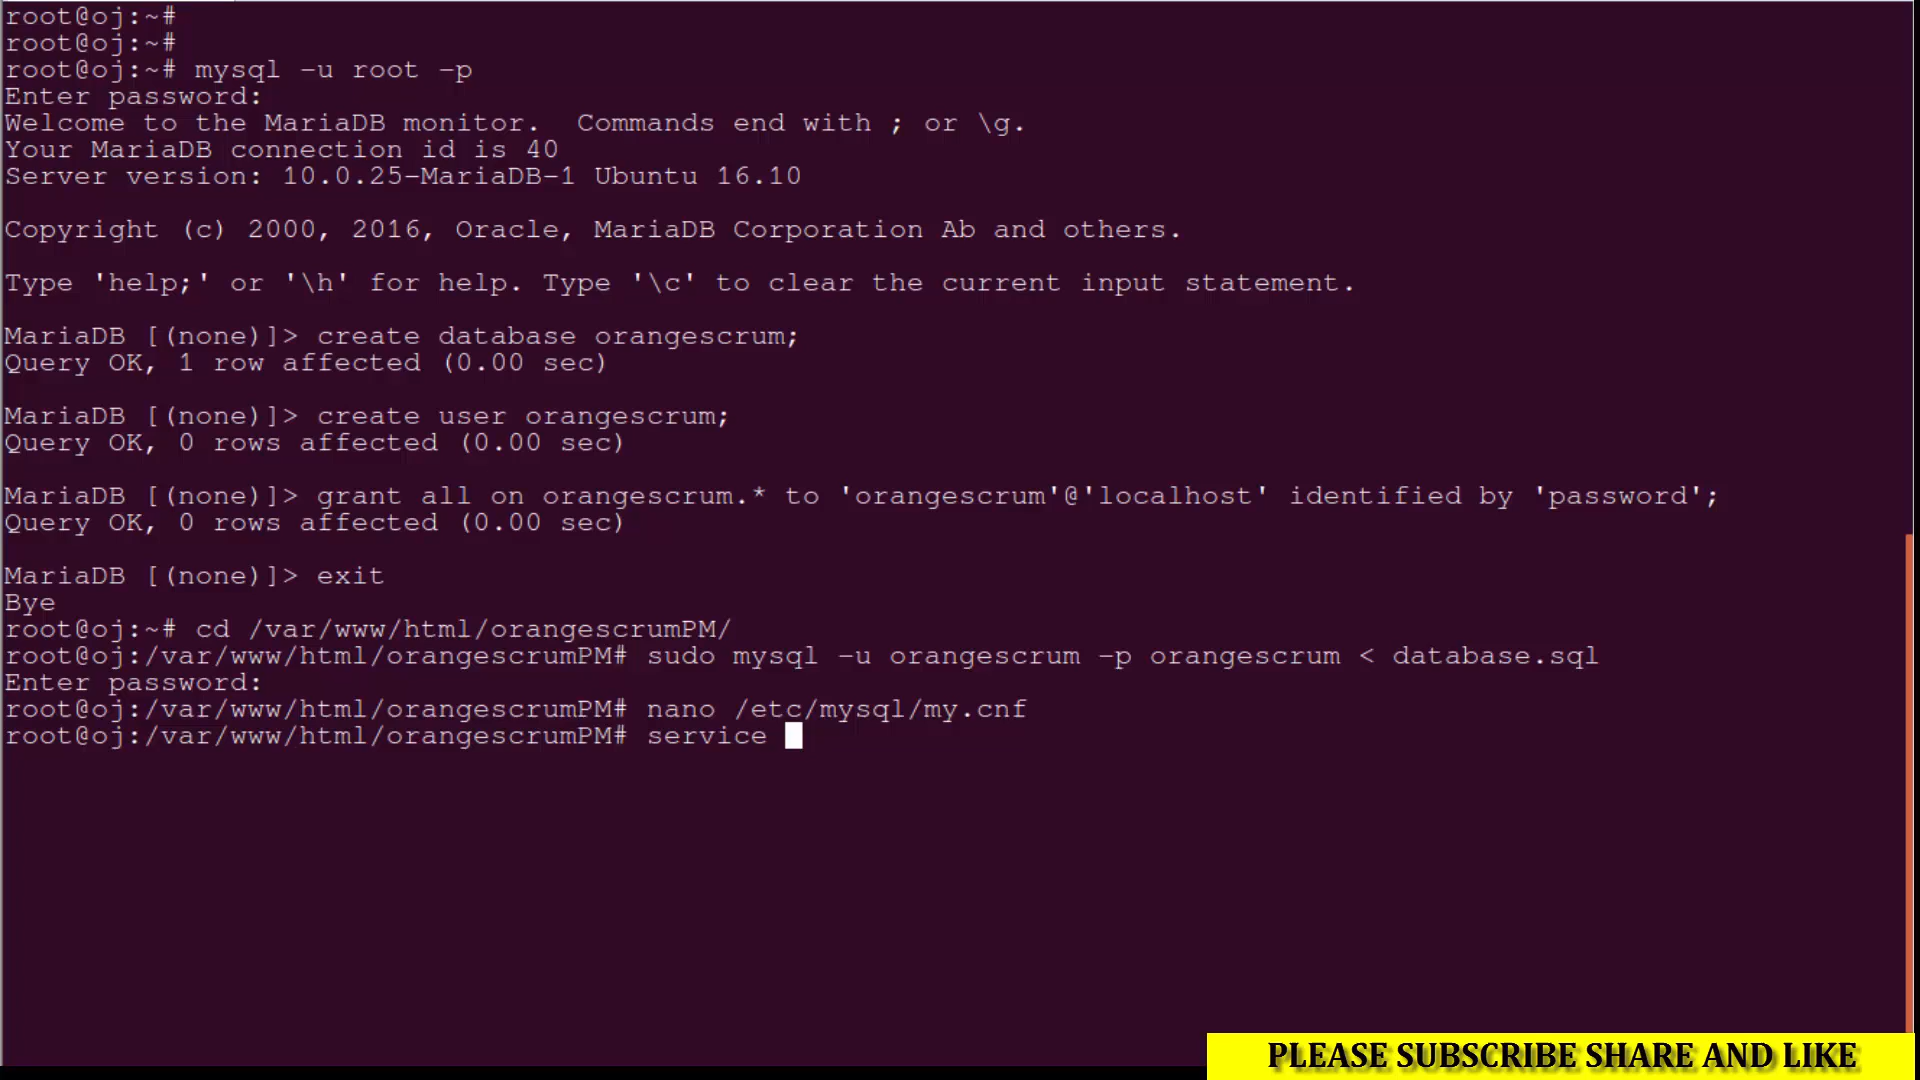 root@oj:~#
root@oj:~#
root@oj:~# mysql -u root -p
Enter password:
Welcome to the MariaDB monitor.  Commands end with ; or \g.
Your MariaDB connection id is 40
Server version: 10.0.25-MariaDB-1 Ubuntu 16.10

Copyright (c) 2000, 2016, Oracle, MariaDB Corporation Ab and others.

Type 'help;' or '\h' for help. Type '\c' to clear the current input statement.

MariaDB [(none)]> create database orangescrum;
Query OK, 1 row affected (0.00 sec)

MariaDB [(none)]> create user orangescrum;
Query OK, 0 rows affected (0.00 sec)

MariaDB [(none)]> grant all on orangescrum.* to 'orangescrum'@'localhost' identified by 'password';
Query OK, 0 rows affected (0.00 sec)

MariaDB [(none)]> exit
Bye
root@oj:~# cd /var/www/html/orangescrumPM/
root@oj:/var/www/html/orangescrumPM# sudo mysql -u orangescrum -p orangescrum < database.sql
Enter password:
root@oj:/var/www/html/orangescrumPM# nano /etc/mysql/my.cnf
root@oj:/var/www/html/orangescrumPM# service
PLEASE SUBSCRIBE SHARE AND LIKE